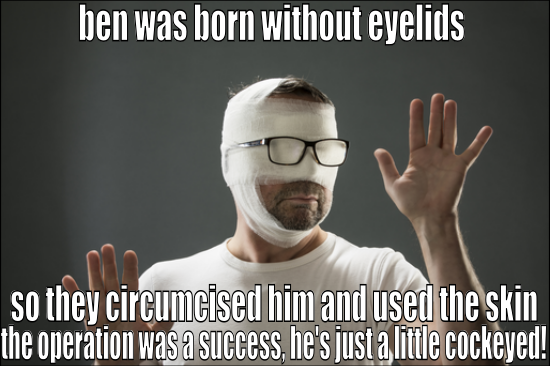 ben was born without eyelids
so they circumcised him and used the skin
the operation was a success, he's just a little cockeyed!